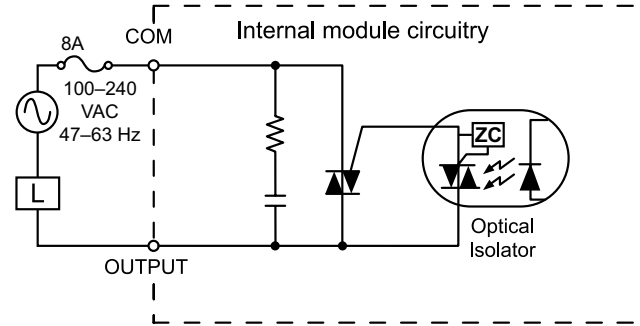 COM
Internal module circuitry
8A
100–240
VAC
47–63 Hz
ZC
L
Optical
Isolator
OUTPUT